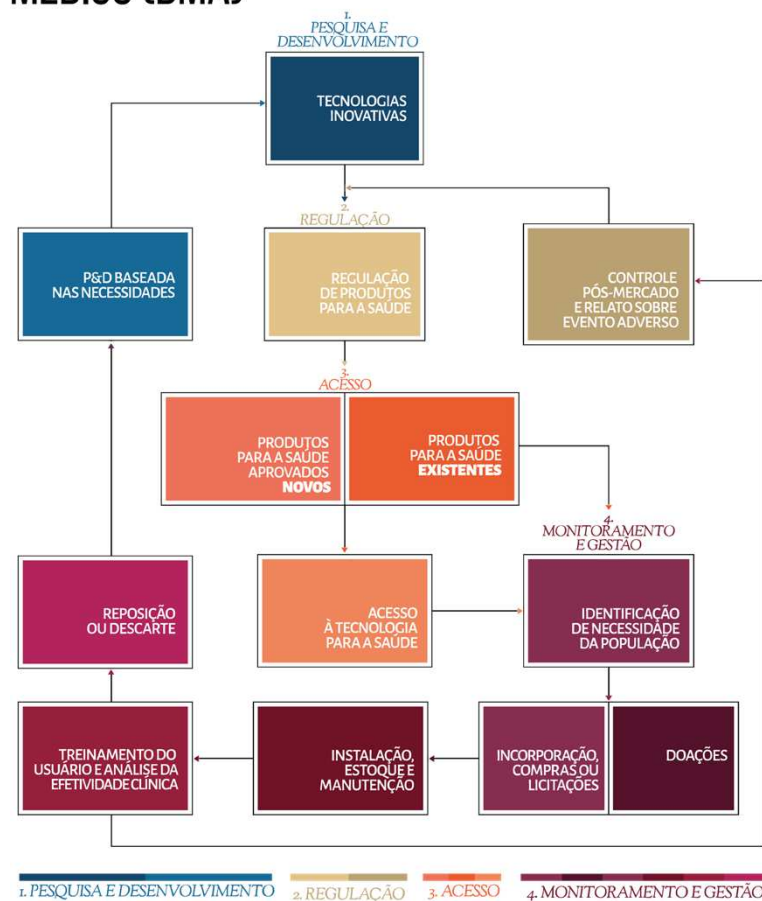 MÉDICO (DMA)
1.
PESQUISA E
DESENVOLVIMENTO
TECNOLOGIAS
INOVATIVAS
2.
REGULAÇÃO
P&D BASEADA
NAS NECESSIDADES
REGULAÇÃO
DE PRODUTOS
PARA A SAÚDE
CONTROLE
PÓS-MERCADO
E RELATO SOBRE
EVENTO ADVERSO
3.
ACESSO
PRODUTOS
PARA A SAÚDE
APROVADOS
NOVOS
PRODUTOS
PARA A SAÚDE
EXISTENTES
4.
MONITORAMENTO
E GESTÃO
REPOSIÇÃO
OU DESCARTE
ACESSO
À TECNOLOGIA
PARA A SAÚDE
IDENTIFICAÇÃO
DE NECESSIDADE
DA POPULAÇÃO
TREINAMENTO DO
USUÁRIO E ANÁLISE DA
EFETIVIDADE CLÍNICA
INSTALAÇÃO,
ESTOQUE E
MANUTENÇÃO
INCORPORAÇÃO,
COMPRAS OU
LICITAÇÕES
DOAÇÕES
1. PESQUISA E DESENVOLVIMENTO
2. REGULAÇÃO
3. ACESSO
4. MONITORAMENTO E GESTÃO